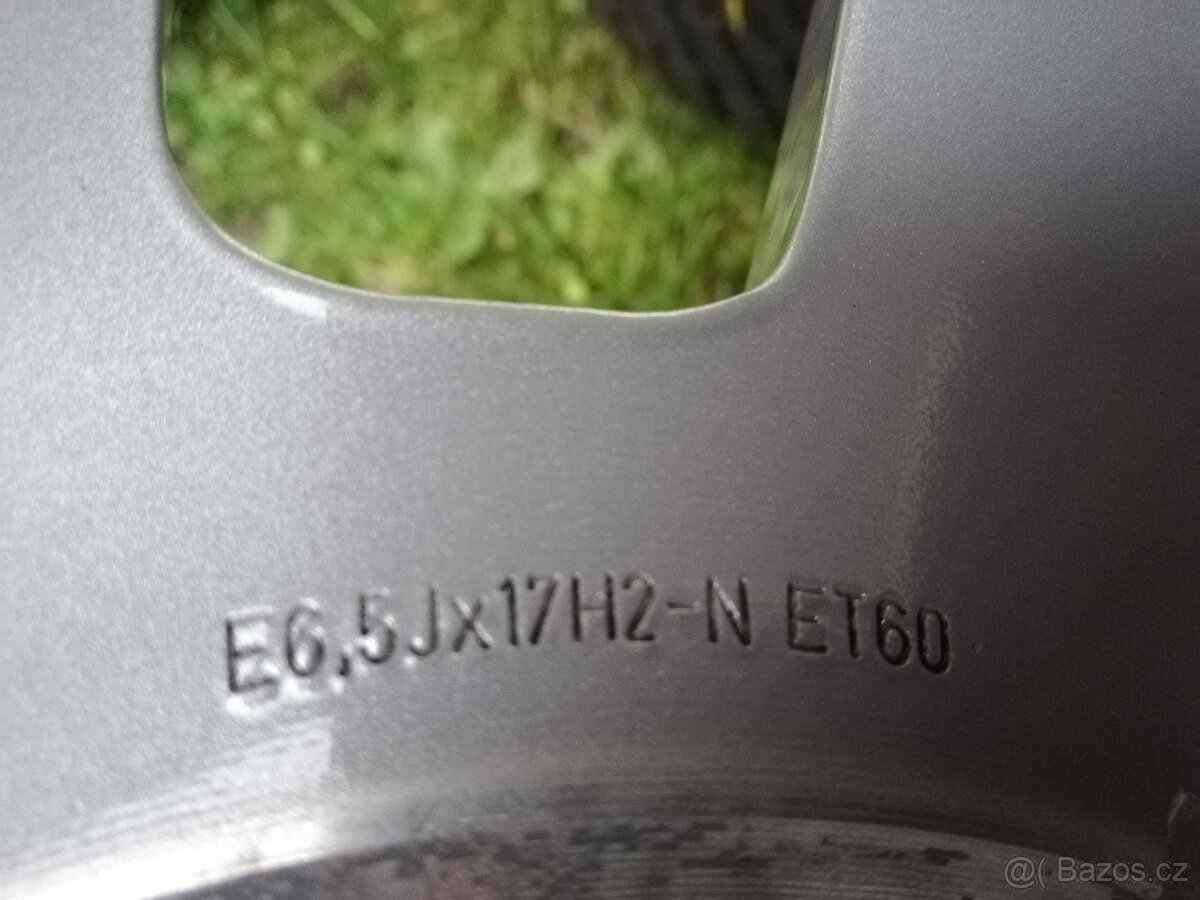 E6,5Jx17H2-N ET60
@( Bazos.cz